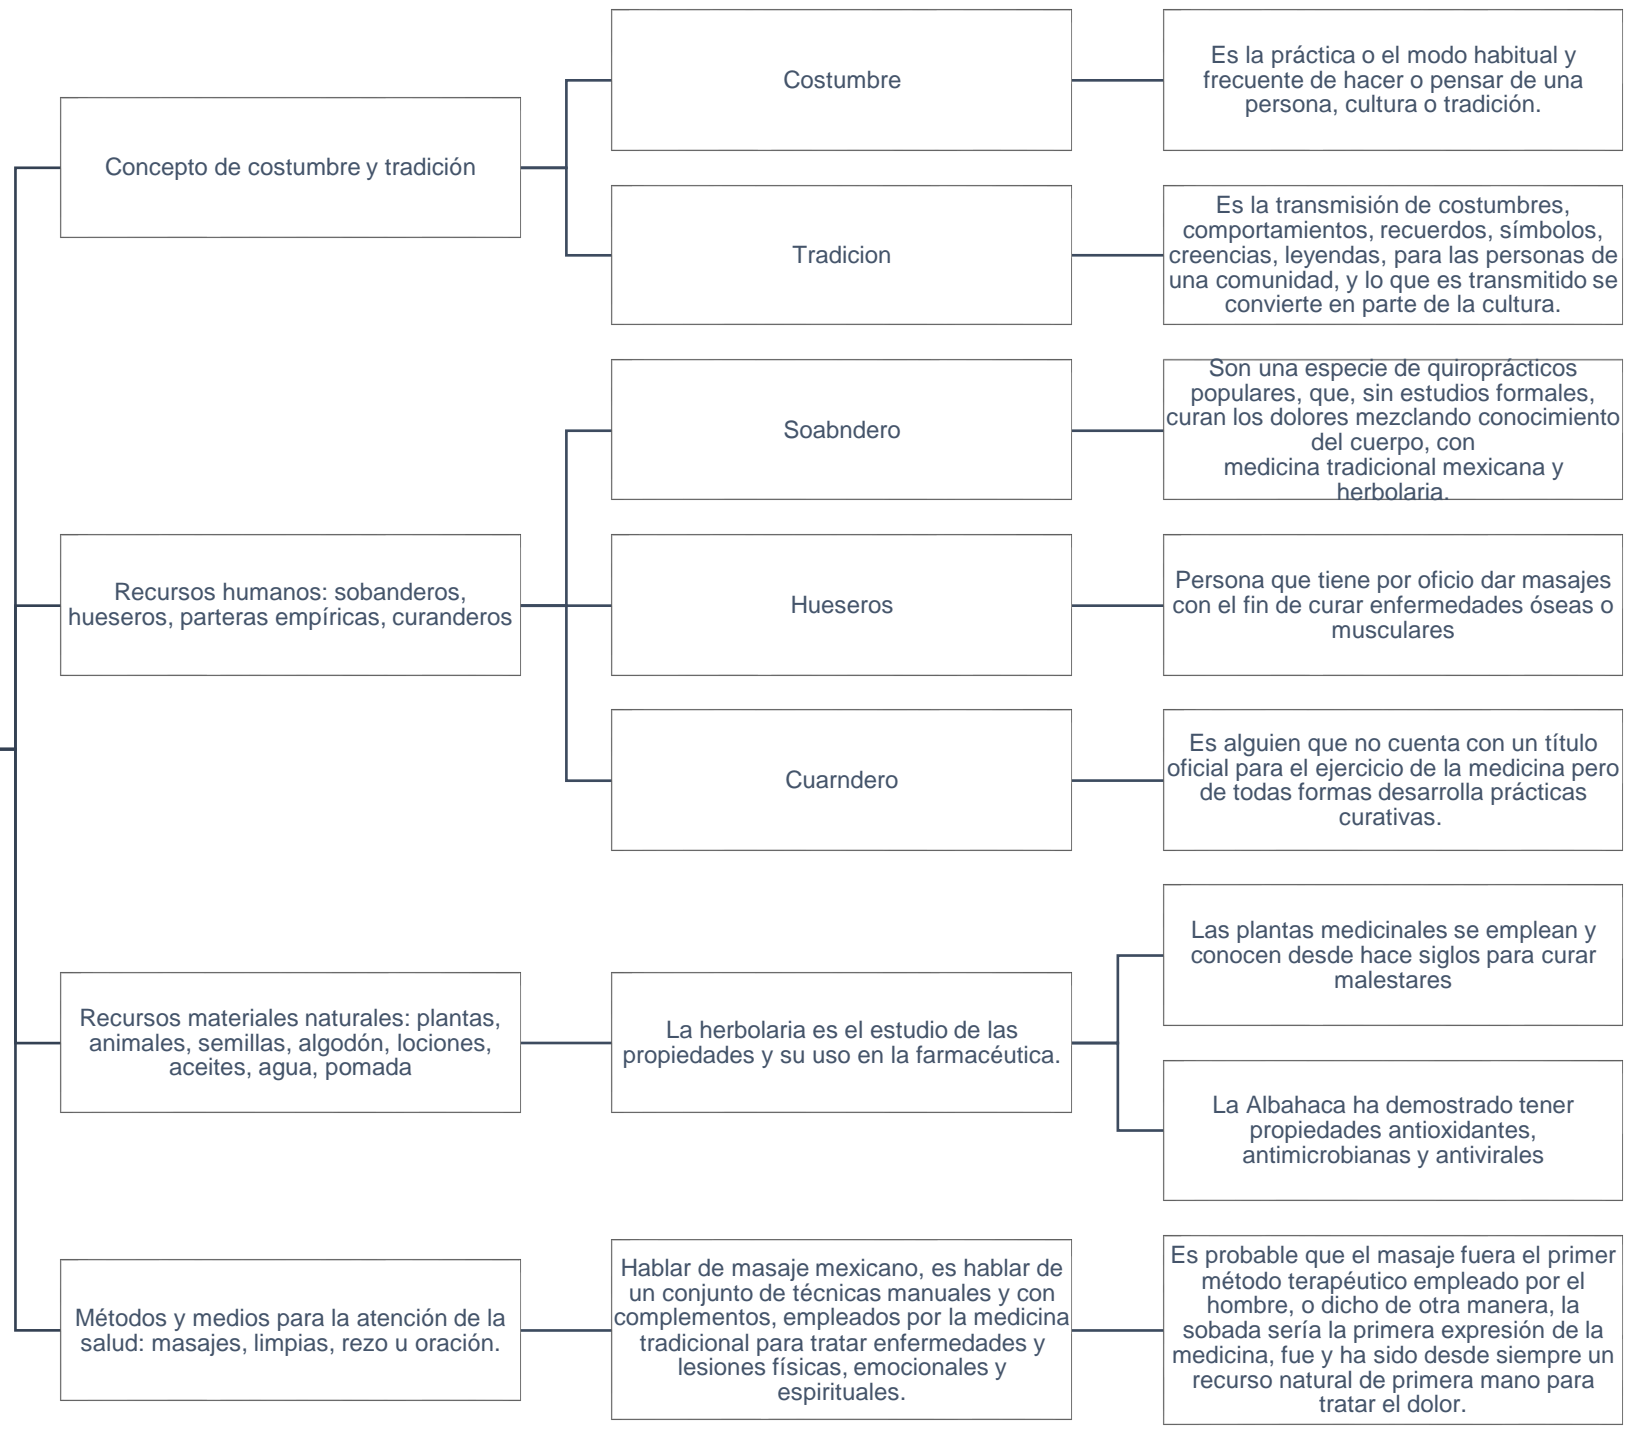 Concepto de costumbre y tradición
Costumbre
Es la práctica o el modo habitual y
frecuente de hacer o pensar de una
persona, cultura o tradición.
Tradicion
Es la transmisión de costumbres,
comportamientos, recuerdos, símbolos,
creencias, leyendas, para las personas de
una comunidad, y lo que es transmitido se
convierte en parte de la cultura.
Recursos humanos: sobanderos,
hueseros, parteras empíricas, curanderos
Soabndero
Son una especie de quiroprácticos
populares, que, sin estudios formales,
curan los dolores mezclando conocimiento
del cuerpo, con
medicina tradicional mexicana y
herbolaria.
Hueseros
Persona que tiene por oficio dar masajes
con el fin de curar enfermedades óseas o
musculares
Cuarndero
Es alguien que no cuenta con un título
oficial para el ejercicio de la medicina pero
de todas formas desarrolla prácticas
curativas.
Recursos materiales naturales: plantas,
animales, semillas, algodón, lociones,
aceites, agua, pomada
La herbolaria es el estudio de las
propiedades y su uso en la farmacéutica.
Las plantas medicinales se emplean y
conocen desde hace siglos para curar
malestares
La Albahaca ha demostrado tener
propiedades antioxidantes,
antimicrobianas y antivirales
Métodos y medios para la atención de la
salud: masajes, limpias, rezo u oración.
Hablar de masaje mexicano, es hablar de
un conjunto de técnicas manuales y con
complementos, empleados por la medicina
tradicional para tratar enfermedades y
lesiones físicas, emocionales y
espirituales.
Es probable que el masaje fuera el primer
método terapéutico empleado por el
hombre, o dicho de otra manera, la
sobada sería la primera expresión de la
medicina, fue y ha sido desde siempre un
recurso natural de primera mano para
tratar el dolor.